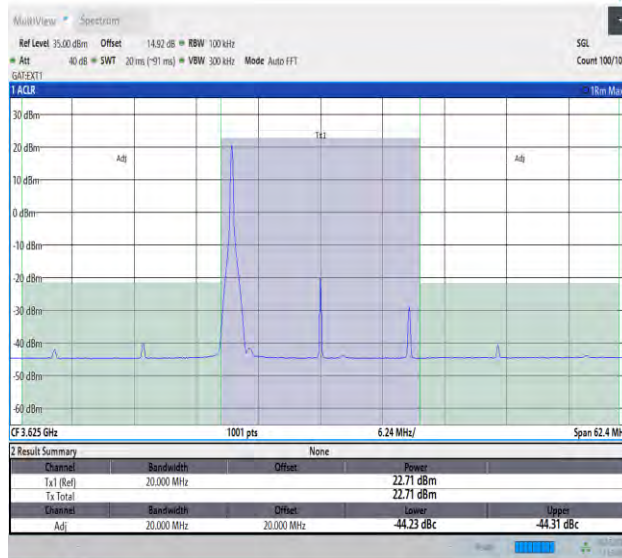 MultiView Spectrum
Ref Level 35.00 dBm Offset 14.92 dB RBW 100 kHz SGL
Att 40 dB SWT 20 ms (~91 ms) VBW 300 kHz Mode Auto FFT Count 100/10
GAT:EXT1
1 ACLR 1Rm Max
30 dBm
Tx1
20 dBm
Adj Adj
10 dBm
0 dBm
-10 dBm
-20 dBm
-30 dBm
-40 dBm
-50 dBm
-60 dBm
CF 3.625 GHz 1001 pts 6.24 MHz/ Span 62.4 MH
2 Result Summary None
Channel Bandwidth Offset Power
Tx1 (Ref) 20.000 MHz 22.71 dBm
Tx Total 22.71 dBm
Channel Bandwidth Offset Lower Upper
Adj 20.000 MHz 20.000 MHz -44.23 dBc -44.31 dBc